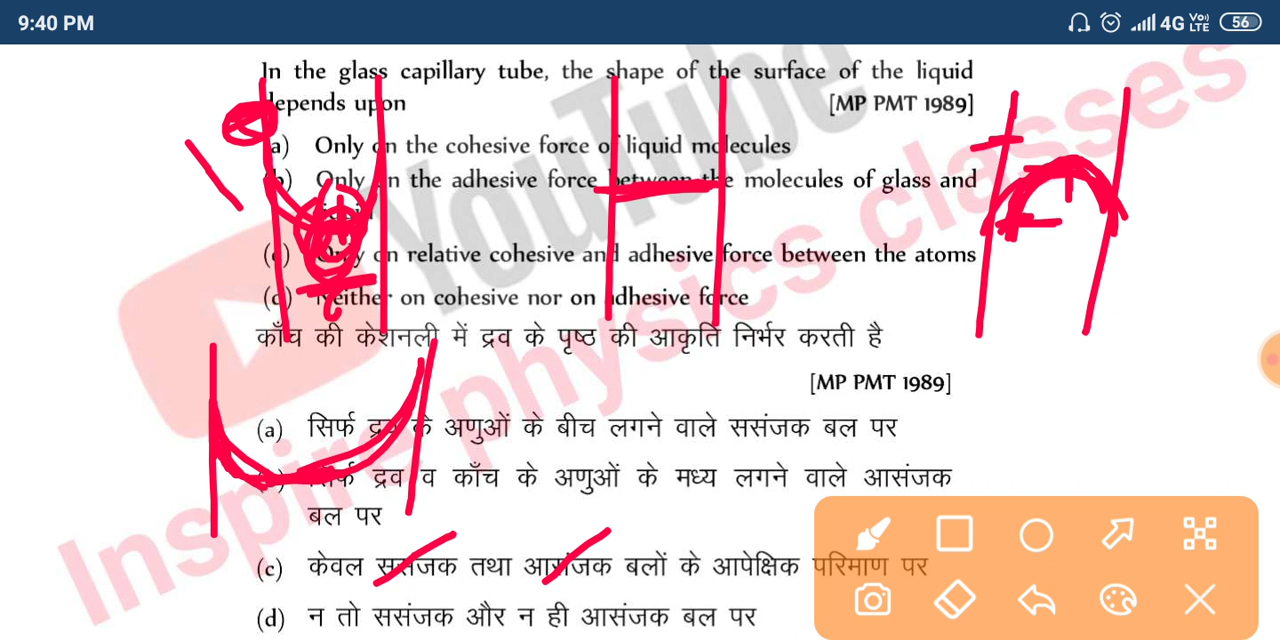 9:40 PM
4G Vo)) LTE 56
In the glass capillary tube, the shape of the surface of the liquid
depends upon [MP PMT 1989]
(a) Only on the cohesive force of liquid molecules
(b) Only on the adhesive force between the molecules of glass and
(c) Only on relative cohesive and adhesive force between the atoms
(d) Neither on cohesive nor on adhesive force
काँच की केशनली में द्रव के पृष्ठ की आकृति निर्भर करती है
[MP PMT 1989]
(a) सिर्फ द्रव के अणुओं के बीच लगने वाले ससंजक बल पर
(b) सिर्फ द्रव व काँच के अणुओं के मध्य लगने वाले आसंजक
बल पर
(c) केवल ससंजक तथा आसंजक बलों के आपेक्षिक परिमाण पर
(d) न तो ससंजक और न ही आसंजक बल पर
YouTube
Inspire physics classes